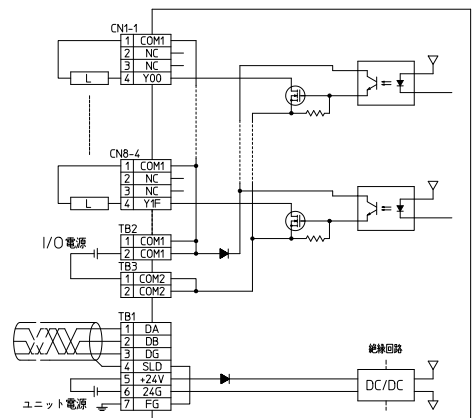 CN1-1
1 COM1
2 NC
3 NC
4 Y00
L
CN8-4
1 COM1
2 NC
3 NC
4 Y1F
L
TB2
1 COM1
2 COM1
I/O電源
TB3
1 COM2
2 COM2
TB1
1 DA
2 DB
3 DG
4 SLD
5 +24V
6 24G
7 FG
ユニット電源
絶縁回路
DC/DC